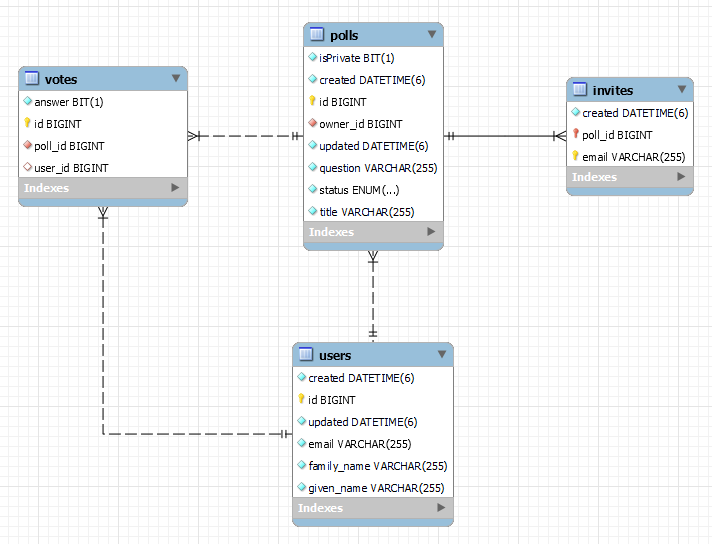 polls
isPrivate BIT(1)
created DATETIME(6)
id BIGINT
owner_id BIGINT
updated DATETIME(6)
question VARCHAR(255)
status ENUM(...)
title VARCHAR(255)
Indexes
votes
answer BIT(1)
id BIGINT
poll_id BIGINT
user_id BIGINT
Indexes
invites
created DATETIME(6)
poll_id BIGINT
email VARCHAR(255)
Indexes
users
created DATETIME(6)
id BIGINT
updated DATETIME(6)
email VARCHAR(255)
family_name VARCHAR(255)
given_name VARCHAR(255)
Indexes